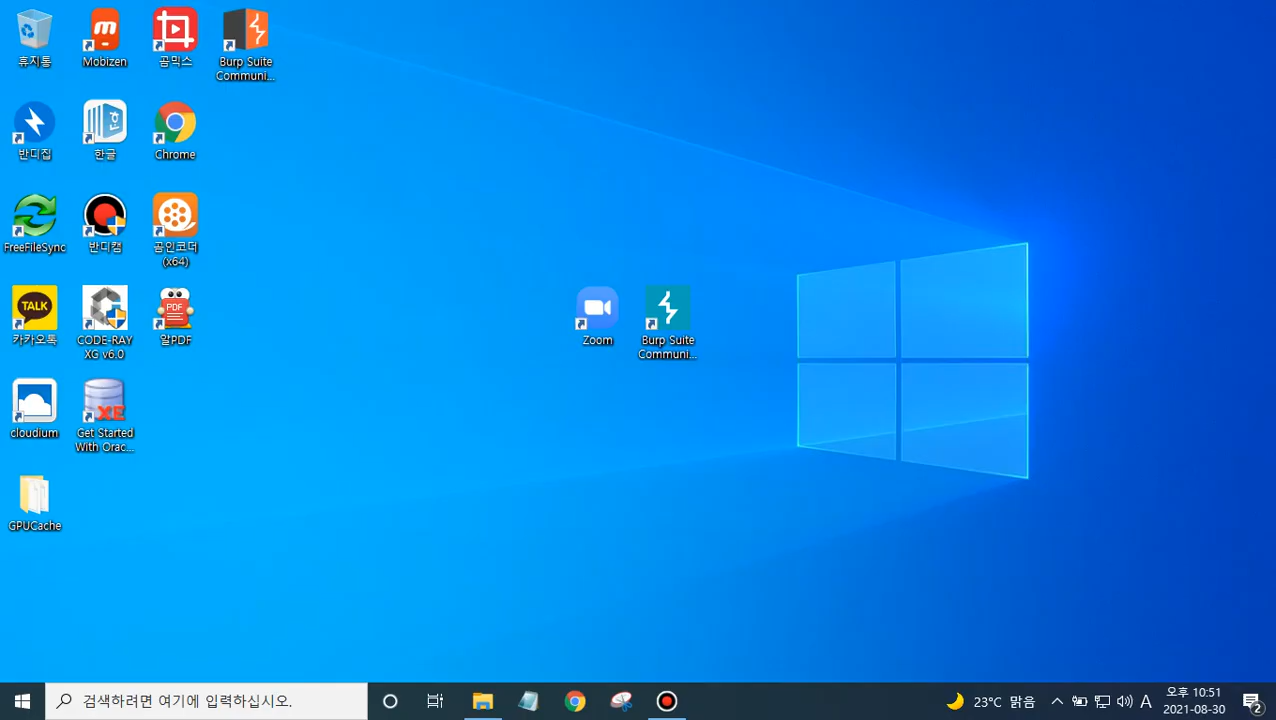 휴지통
Mobizen
곰믹스
Burp Suite
Communi...
반디집
한글
Chrome
FreeFileSync
반디캠
곰인코더
(x64)
TALK
카카오톡
CODE-RAY
XG v6.0
PDF
알PDF
Zoom
Burp Suite
Communi...
cloudium
XE
Get Started
With Orac...
GPUCache
검색하려면 여기에 입력하십시오.
23°C 맑음
A
오후 10:51
2021-08-30
2